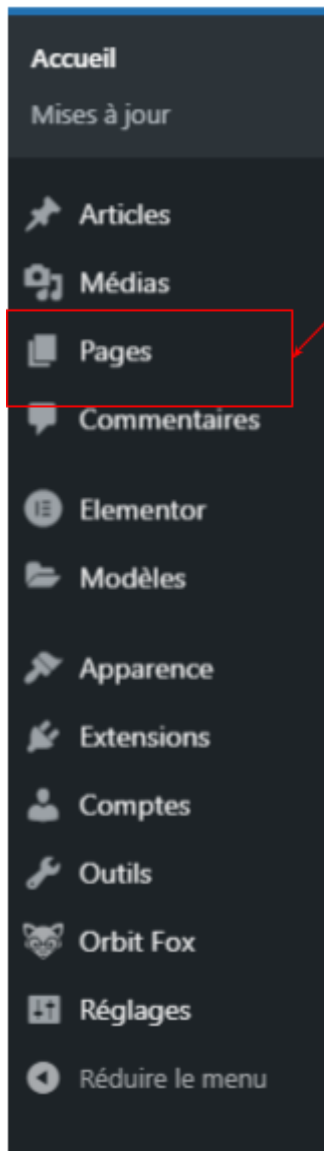 Accueil
Mises à jour
Articles
Médias
Pages
Commentaires
Elementor
Modèles
Apparence
Extensions
Comptes
Outils
Orbit Fox
Réglages
Réduire le menu